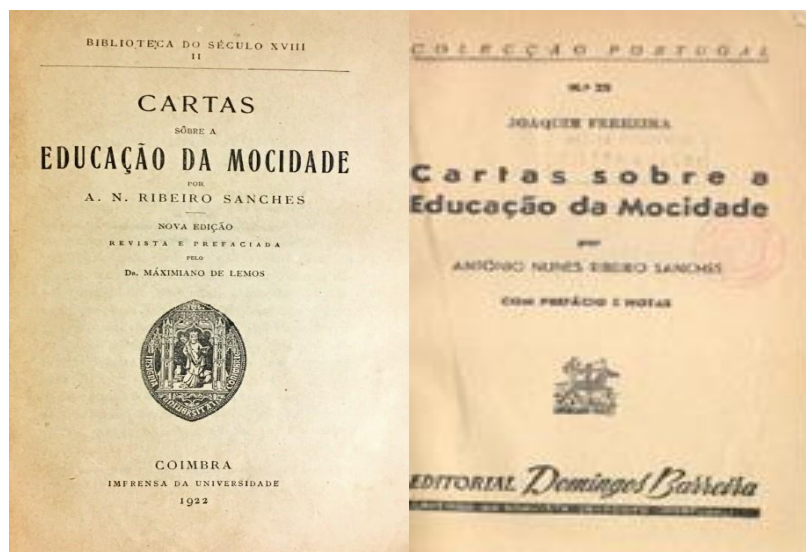 BIBLIOTECA DO SÉCULO XVIII
II
CARTAS
SÔBRE A
EDUCAÇÃO DA MOCIDADE
POR
A. N. RIBEIRO SANCHES
NOVA EDIÇÃO
REVISTA E PREFACIADA
PELO
DR. MÁXIMIANO DE LEMOS
COIMBRA
IMPRENSA DA UNIVERSIDADE
1922
COLECÇÃO PORTUGAL
JOAQUIM FERREIRA
Cartas sobre a
Educação da Mocidade
por
ANTÓNIO NUNES RIBEIRO SANCHES
COM PREFÁCIO E NOTAS
EDITORIAL Domingos Barreira